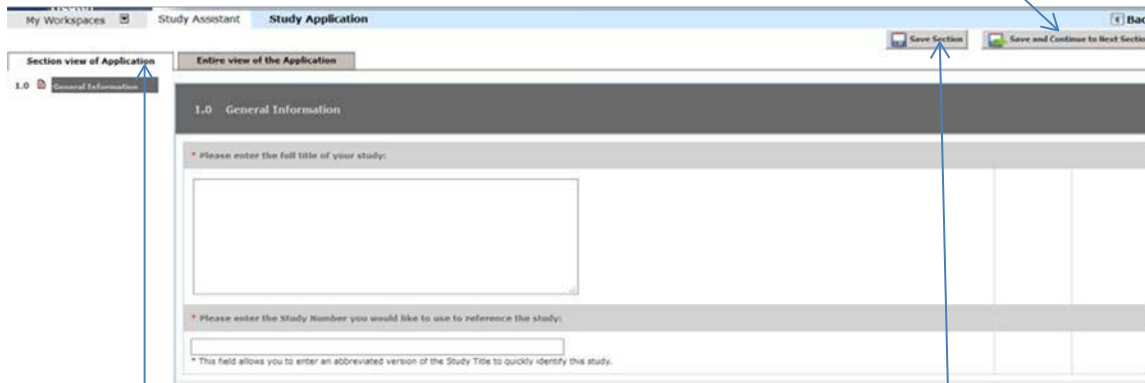 My Workspaces Study Assistant Study Application Bac
Save Section Save and Continue to Next Sectio
Section view of Application Entire view of the Application
1.0 General Information
1.0 General Information
* Please enter the full title of your study:
* Please enter the Study Number you would like to use to reference the study:
* This field allows you to enter an abbreviated version of the Study Title to quickly identify this study.